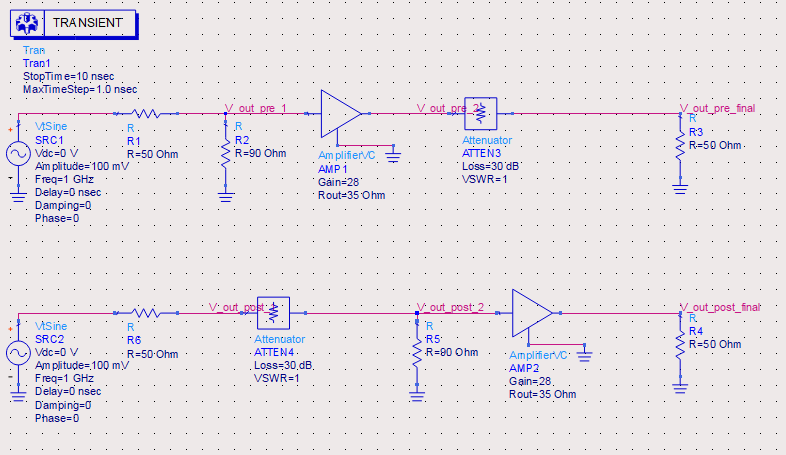 TRANSIENT
Tran
Tran1
StopTime=10 nsec
MaxTimeStep=1.0 nsec
V_out_pre_1
V_out_pre_2
V_out_pre_final
VtSine
SRC1
Vdc=0 V
Amplitude=100 mV
Freq=1 GHz
Delay=0 nsec
Damping=0
Phase=0
R
R1
R=50 Ohm
R
R2
R=90 Ohm
AmplifierVC
AMP1
Gain=28
Rout=35 Ohm
Attenuator
ATTEN3
Loss=30 dB
VSWR=1
R
R3
R=50 Ohm
V_out_post_
V_out_post_2
V_out_post_final
VtSine
SRC2
Vdc=0 V
Amplitude=100 mV
Freq=1 GHz
Delay=0 nsec
Damping=0
Phase=0
R
R6
R=50 Ohm
Attenuator
ATTEN4
Loss=30 dB
VSWR=1
R
R5
R=90 Ohm
AmplifierVC
AMP2
Gain=28
Rout=35 Ohm
R
R4
R=50 Ohm